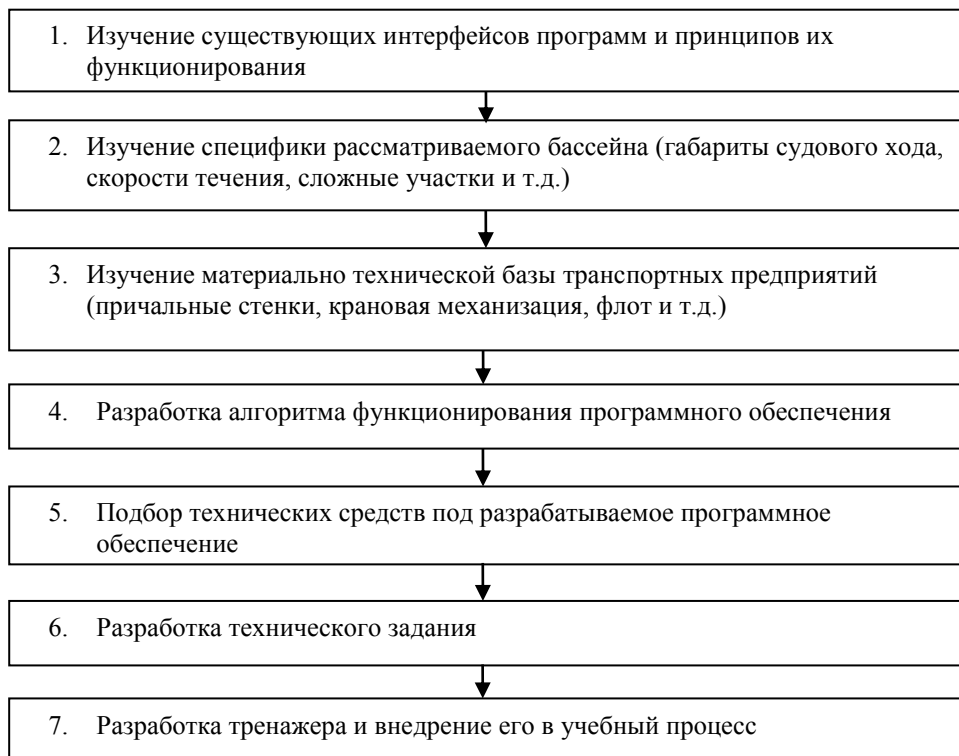 1. Изучение существующих интерфейсов программ и принципов их
функционирования
2. Изучение специфики рассматриваемого бассейна (габариты судового хода,
скорости течения, сложные участки и т.д.)
3. Изучение материально технической базы транспортных предприятий
(причальные стенки, крановая механизация, флот и т.д.)
4. Разработка алгоритма функционирования программного обеспечения
5. Подбор технических средств под разрабатываемое программное
обеспечение
6. Разработка технического задания
7. Разработка тренажера и внедрение его в учебный процесс